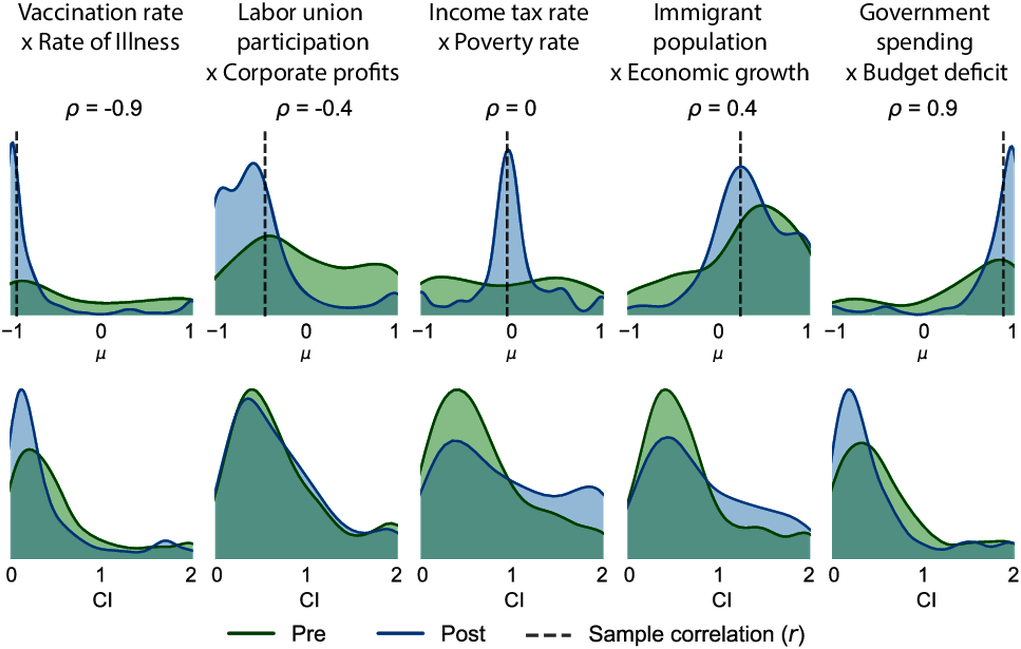 Vaccination rate
x Rate of Illness
Labor union
participation
x Corporate profits
Income tax rate
x Poverty rate
Immigrant
population
x Economic growth
Government
spending
x Budget deficit
ρ = -0.9
ρ = -0.4
ρ = 0
ρ = 0.4
ρ = 0.9
−1 0 1
μ
−1 0 1
μ
−1 0 1
μ
−1 0 1
μ
−1 0 1
μ
0 1 2
CI
0 1 2
CI
0 1 2
CI
0 1 2
CI
0 1 2
CI
Pre Post Sample correlation (r)